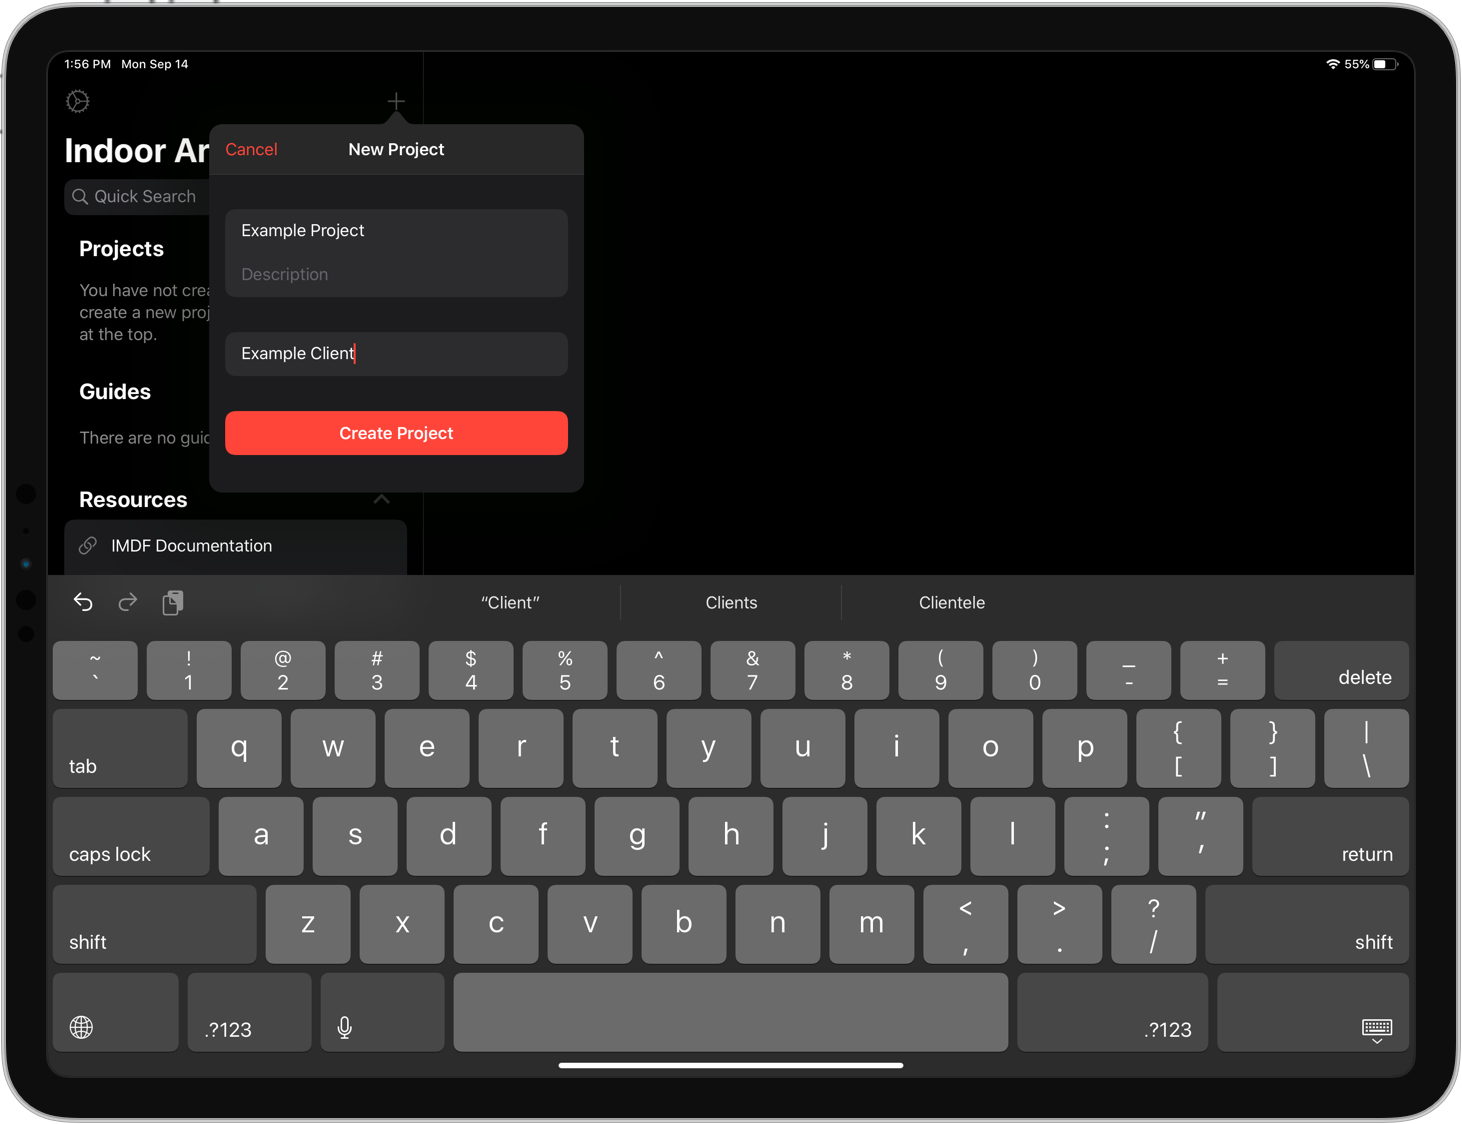 1:56 PM Mon Sep 14
55%
Indoor Ar
Cancel
New Project
Quick Search
Example Project
Description
Projects
You have not crea
create a new proj
at the top.
Example Client
Guides
There are no guid
Create Project
Resources
IMDF Documentation
“Client” Clients Clientele
~ ! @ # $ % ^ & * ( ) _ +
` 1 2 3 4 5 6 7 8 9 0 - = delete
tab q w e r t y u i o p { [ } ] | \
caps lock a s d f g h j k l : ; " ' return
shift z x c v b n m < , > . ? / shift
.?123 .?123